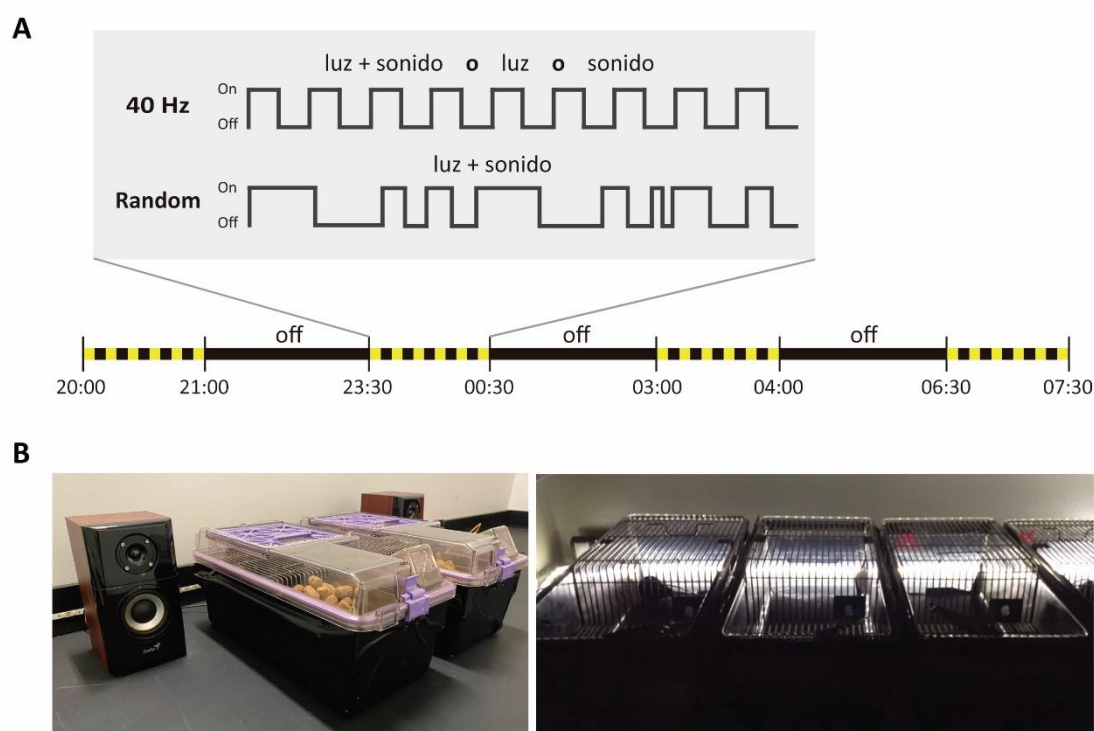 A
luz + sonido o luz o sonido
40 Hz
On
Off
luz + sonido
Random
On
Off
off
off
off
20:00
21:00
23:30
00:30
03:00
04:00
06:30
07:30
B
Genius